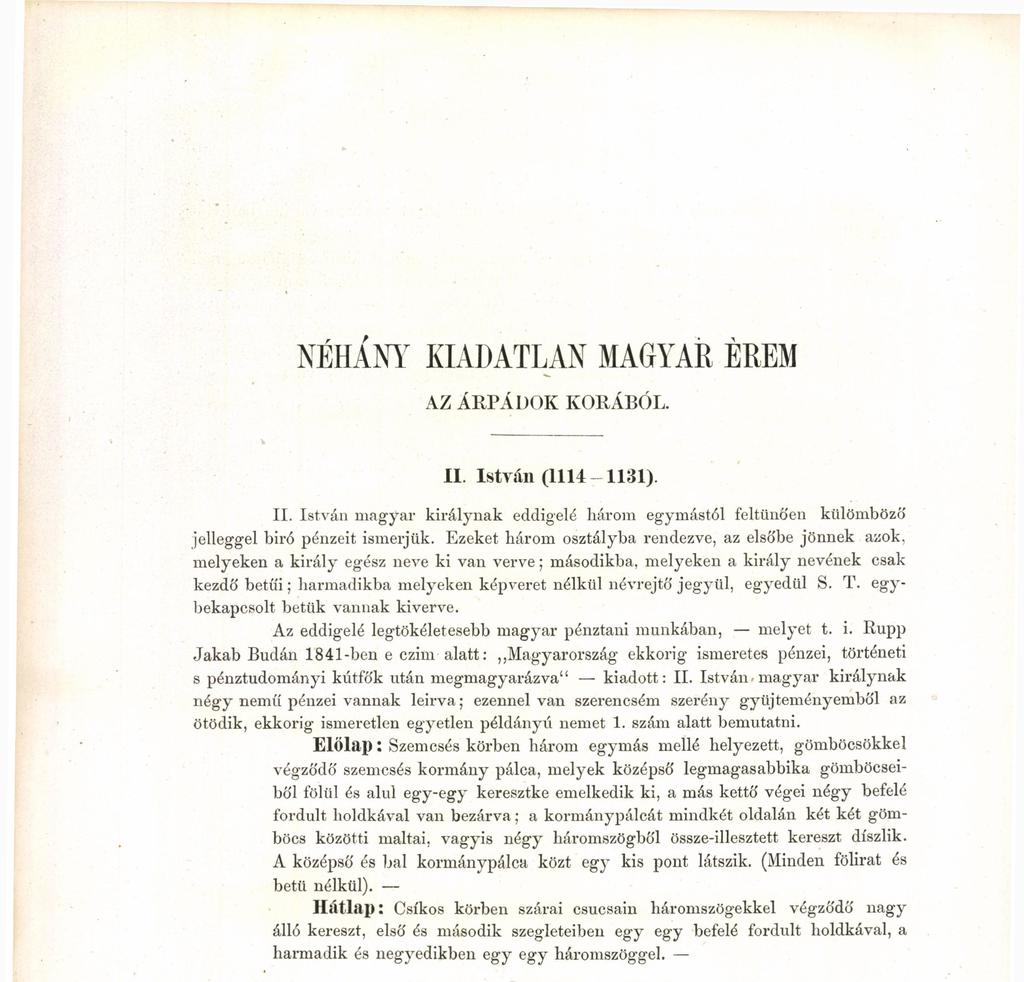 NÉHÁNY KIADATLAN MAGYAR ÈREM
AZ ÁRPÁDOK KORÁBÓL.
II. István (1114–1131).
II. István magyar királynak eddigelé három egymástól feltünően külömböző
jelleggel biró pénzeit ismerjük. Ezeket három osztályba rendezve, az elsőbe jönnek azok,
melyeken a király egész neve ki van verve; másodikba, melyeken a király nevének csak
kezdő betűi; harmadikba melyeken képveret nélkül névrejtő jegyül, egyedül S. T. egy-
bekapcsolt betük vannak kiverve.
Az eddigelé legtökéletesebb magyar pénztani munkában, — melyet t. i. Rupp
Jakab Budán 1841-ben e czim alatt: „Magyarország ekkorig ismeretes pénzei, történeti
s pénztudományi kútfők után megmagyarázva“ — kiadott: II. István magyar királynak
négy nemű pénzei vannak leirva; ezennel van szerencsém szerény gyüjteményemből az
ötödik, ekkorig ismeretlen egyetlen példányú nemet 1. szám alatt bemutatni.
Előlap: Szemcsés körben három egymás mellé helyezett, gömböcsökkel
végződő szemcsés kormány pálca, melyek középső legmagasabbika gömböcsei-
ből fölül és alul egy-egy keresztke emelkedik ki, a más kettő végei négy befelé
fordult holdkával van bezárva; a kormánypálcát mindkét oldalán két két göm-
böcs közötti maltai, vagyis négy háromszögből össze-illesztett kereszt díszlik.
A középső és bal kormánypálca közt egy kis pont látszik. (Minden fölirat és
betü nélkül). —
Hátlap: Csíkos körben szárai csucsain háromszögekkel végződő nagy
álló kereszt, első és második szegleteiben egy egy befelé fordult holdkával, a
harmadik és negyedikben egy egy háromszöggel. —